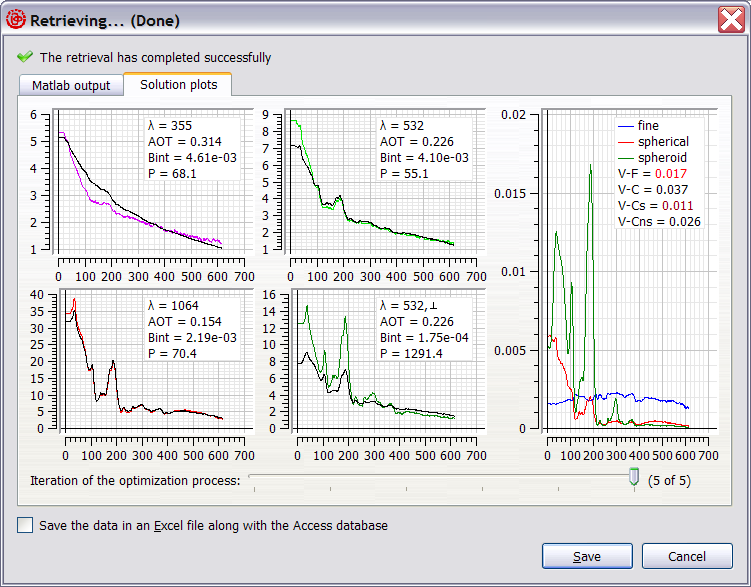 Retrieving... (Done)
The retrieval has completed successfully
Matlab output
Solution plots
6
5
4
3
2
1
λ = 355
AOT = 0.314
Bint = 4.61e-03
P = 68.1
0 100 200 300 400 500 600 700
9
8
7
6
5
4
3
2
1
λ = 532
AOT = 0.226
Bint = 4.10e-03
P = 55.1
0 100 200 300 400 500 600 700
40
35
30
25
20
15
10
5
0
λ = 1064
AOT = 0.154
Bint = 2.19e-03
P = 70.4
0 100 200 300 400 500 600 700
16
14
12
10
8
6
4
2
0
λ = 532,⊥
AOT = 0.226
Bint = 1.75e-04
P = 1291.4
0 100 200 300 400 500 600 700
0.02
0.015
0.01
0.005
0
fine
spherical
spheroid
V-F = 0.017
V-C = 0.037
V-Cs = 0.011
V-Cns = 0.026
0 100 200 300 400 500 600 700
Iteration of the optimization process:
(5 of 5)
Save the data in an Excel file along with the Access database
Save
Cancel